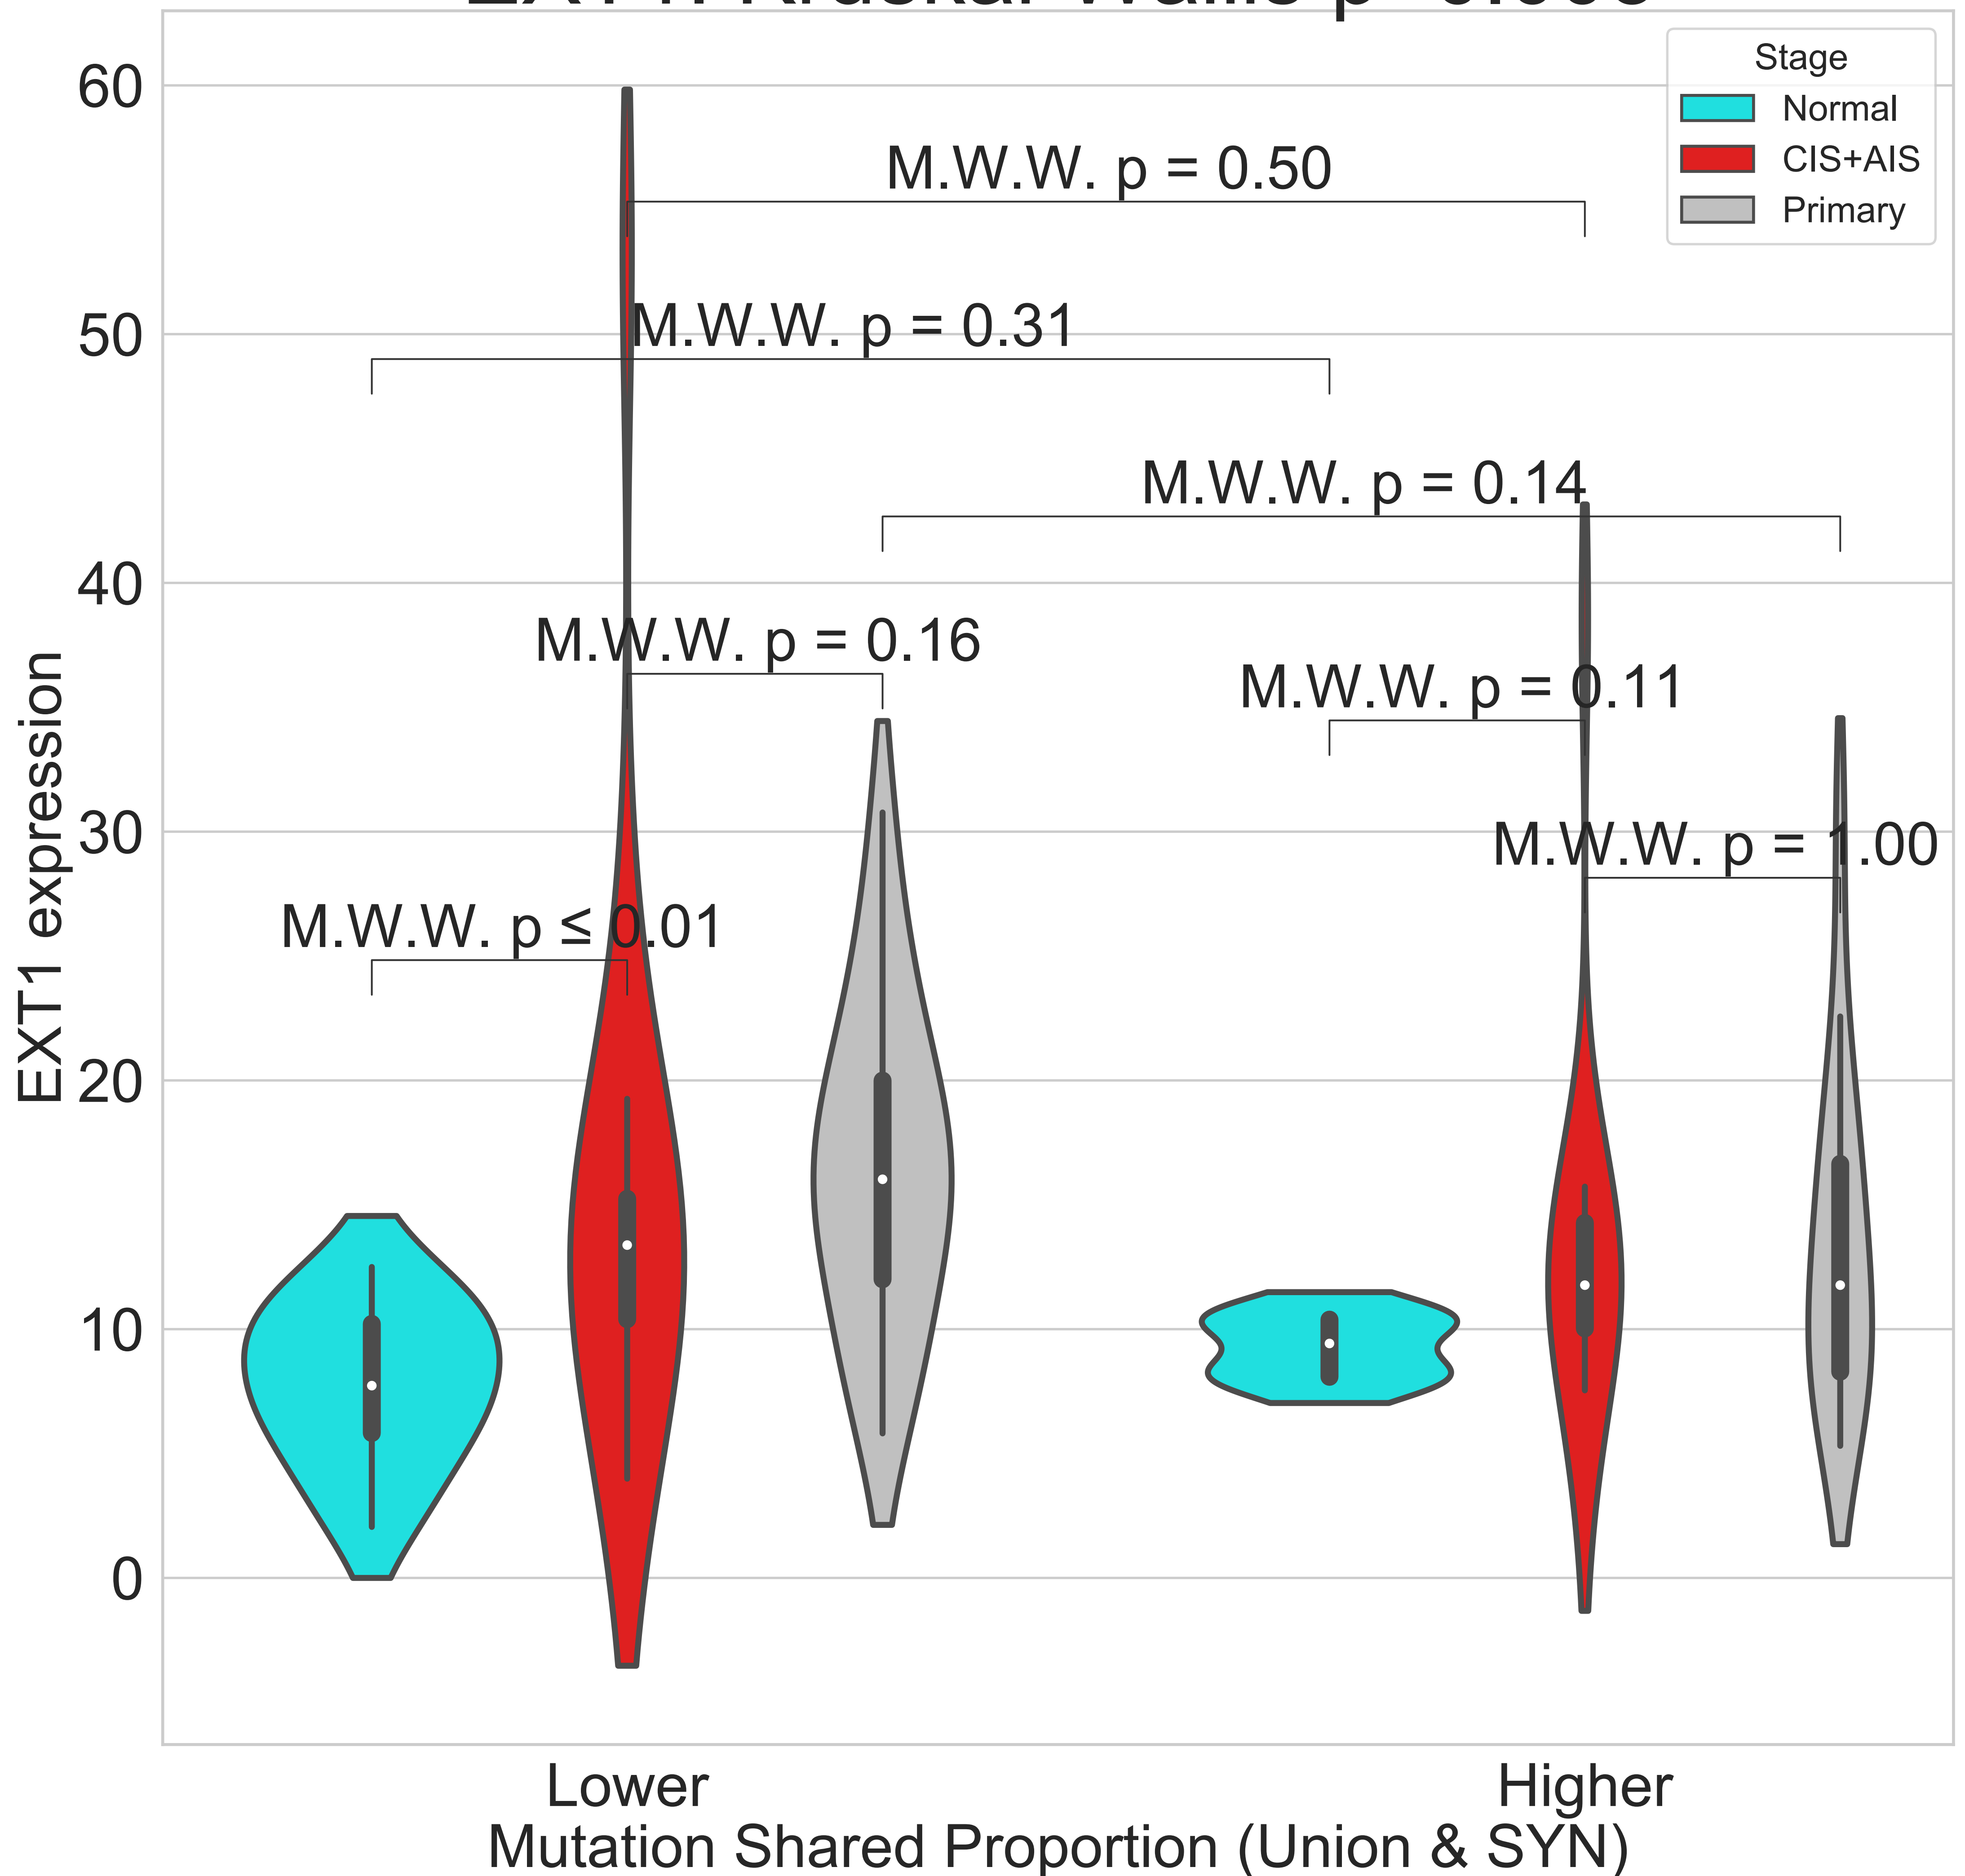 Stage
Normal
CIS+AIS
Primary
60
50
40
30
20
10
0
EXT1 expression
M.W.W. p = 0.50
M.W.W. p = 0.31
M.W.W. p = 0.14
M.W.W. p = 0.16
M.W.W. p = 0.11
M.W.W. p = 1.00
M.W.W. p ≤ 0.01
Lower
Higher
Mutation Shared Proportion (Union & SYN)